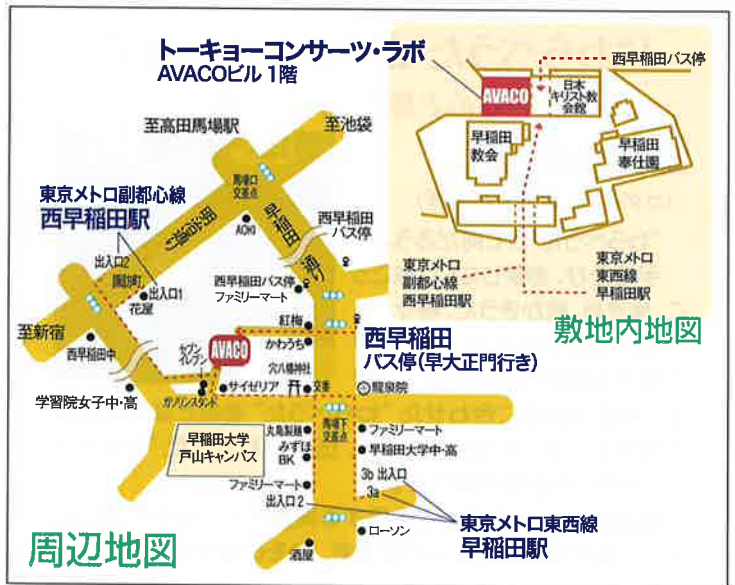 トーキョーコンサーツ・ラボ
AVACOビル 1階
西早稲田バス停
AVACO
日本
キリスト教
会館
早稲田
教会
早稲田
奉仕園
東京メトロ
副都心線
西早稲田駅
東京メトロ
東西線
早稲田駅
敷地内地図
至高田馬場駅
至池袋
馬場口
交差点
東京メトロ副都心線
西早稲田駅
明治通り
AOKI
早稲田通り
西早稲田
バス停
出入口2
諏訪町
出入口1
花屋
西早稲田バス停
ファミリーマート
至新宿
西早稲田中
紅梅
かわうち
AVACO
セブン
イレブン
西早稲田
バス停(早大正門行き)
穴八幡神社
サイゼリア
交番
龍泉院
学習院女子中・高
ガソリンスタンド
早稲田大学
戸山キャンパス
丸亀製麺
みずほ
BK
馬場下
交差点
ファミリーマート
早稲田大学中・高
3b 出入口
3a
ファミリーマート
出入口2
東京メトロ東西線
早稲田駅
ローソン
酒屋
周辺地図